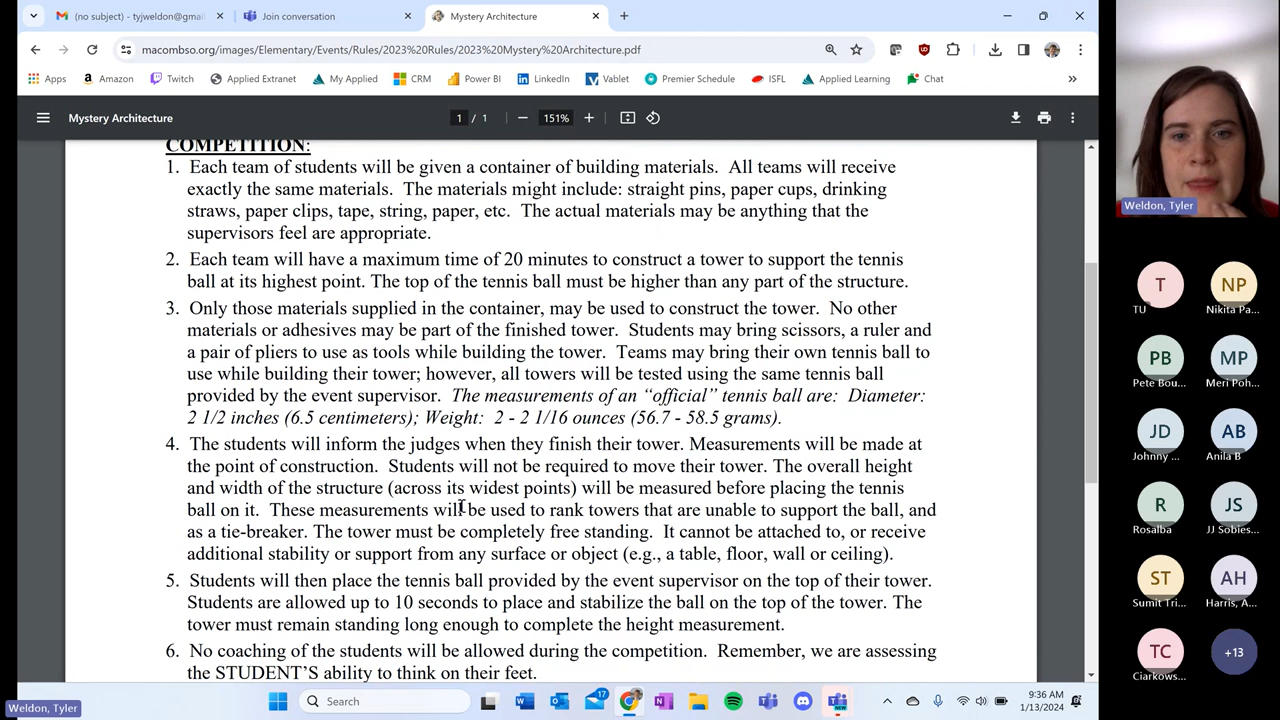 (no subject) - tyjweldon@gmai
Join conversation
Mystery Architecture
macombso.org/images/Elementary/Events/Rules/2023%20Rules/2023%20Mystery%20Architecture.pdf
Apps
Amazon
Twitch
Applied Extranet
My Applied
CRM
Power BI
LinkedIn
Vablet
Premier Schedule
ISFL
Applied Learning
Chat
Mystery Architecture
1 / 1
151%
COMPETITION:
1. Each team of students will be given a container of building materials. All teams will receive
exactly the same materials. The materials might include: straight pins, paper cups, drinking
straws, paper clips, tape, string, paper, etc. The actual materials may be anything that the
supervisors feel are appropriate.
2. Each team will have a maximum time of 20 minutes to construct a tower to support the tennis
ball at its highest point. The top of the tennis ball must be higher than any part of the structure.
3. Only those materials supplied in the container may be used to construct the tower. No other
materials or adhesives may be part of the finished tower. Students may bring scissors, a ruler and
a pair of pliers to use as tools while building the tower. Teams may bring their own tennis ball to
use while building their tower; however, all towers will be tested using the same tennis ball
provided by the event supervisor. Measurements of an “official” tennis ball are: Diameter:
2 1/2 inches (6.5 centimeters); Weight: 2 - 2 1/16 ounces (56.7 - 58.5 grams).
4. The students will inform the judges when they finish their tower. Measurements will be made at
the point of construction. Students will not be required to move their tower. The overall height
and width of the structure (across its widest points) will be measured before placing the tennis
ball on it. These measurements will be used to rank towers that are unable to support the ball, and
as a tie-breaker. The tower must be completely free standing. It cannot be attached to, or receive
additional stability or support from any surface or object (e.g., a table, floor, wall or ceiling).
5. Students will then place the tennis ball provided by the event supervisor on the top of their tower.
Students are allowed up to 10 seconds to place and stabilize the ball on the top of the tower. The
tower must remain standing long enough to complete the height measurement.
6. No coaching of the students will be allowed during the competition. Remember, we are assessing
the STUDENT’S ability to think on their feet.
Search
17
9:36 AM
1/13/2024
Weldon, Tyler
Weldon, Tyler
T
TU
NP
Nikita Pa...
PB
Pete Bou...
MP
Meri Poh...
JD
Johnny ...
AB
Anila B
R
Rosalba
JS
JJ Sobies...
ST
Sumit Tri...
AH
Harris, A...
TC
Ciarkows...
+13